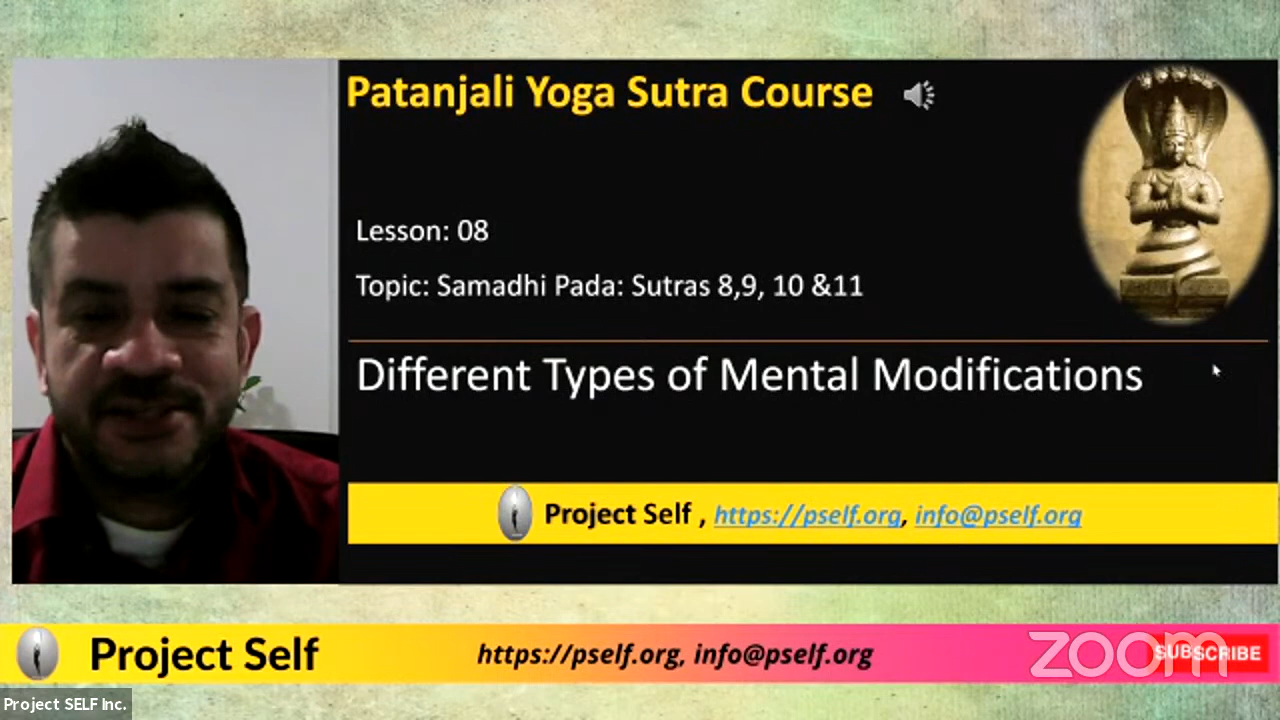 Patanjali Yoga Sutra Course
Lesson: 08
Topic: Samadhi Pada: Sutras 8,9, 10 &11
Different Types of Mental Modifications
Project Self , https://pself.org, info@pself.org
Project Self
https://pself.org, info@pself.org
zoom
SUBSCRIBE
Project SELF Inc.